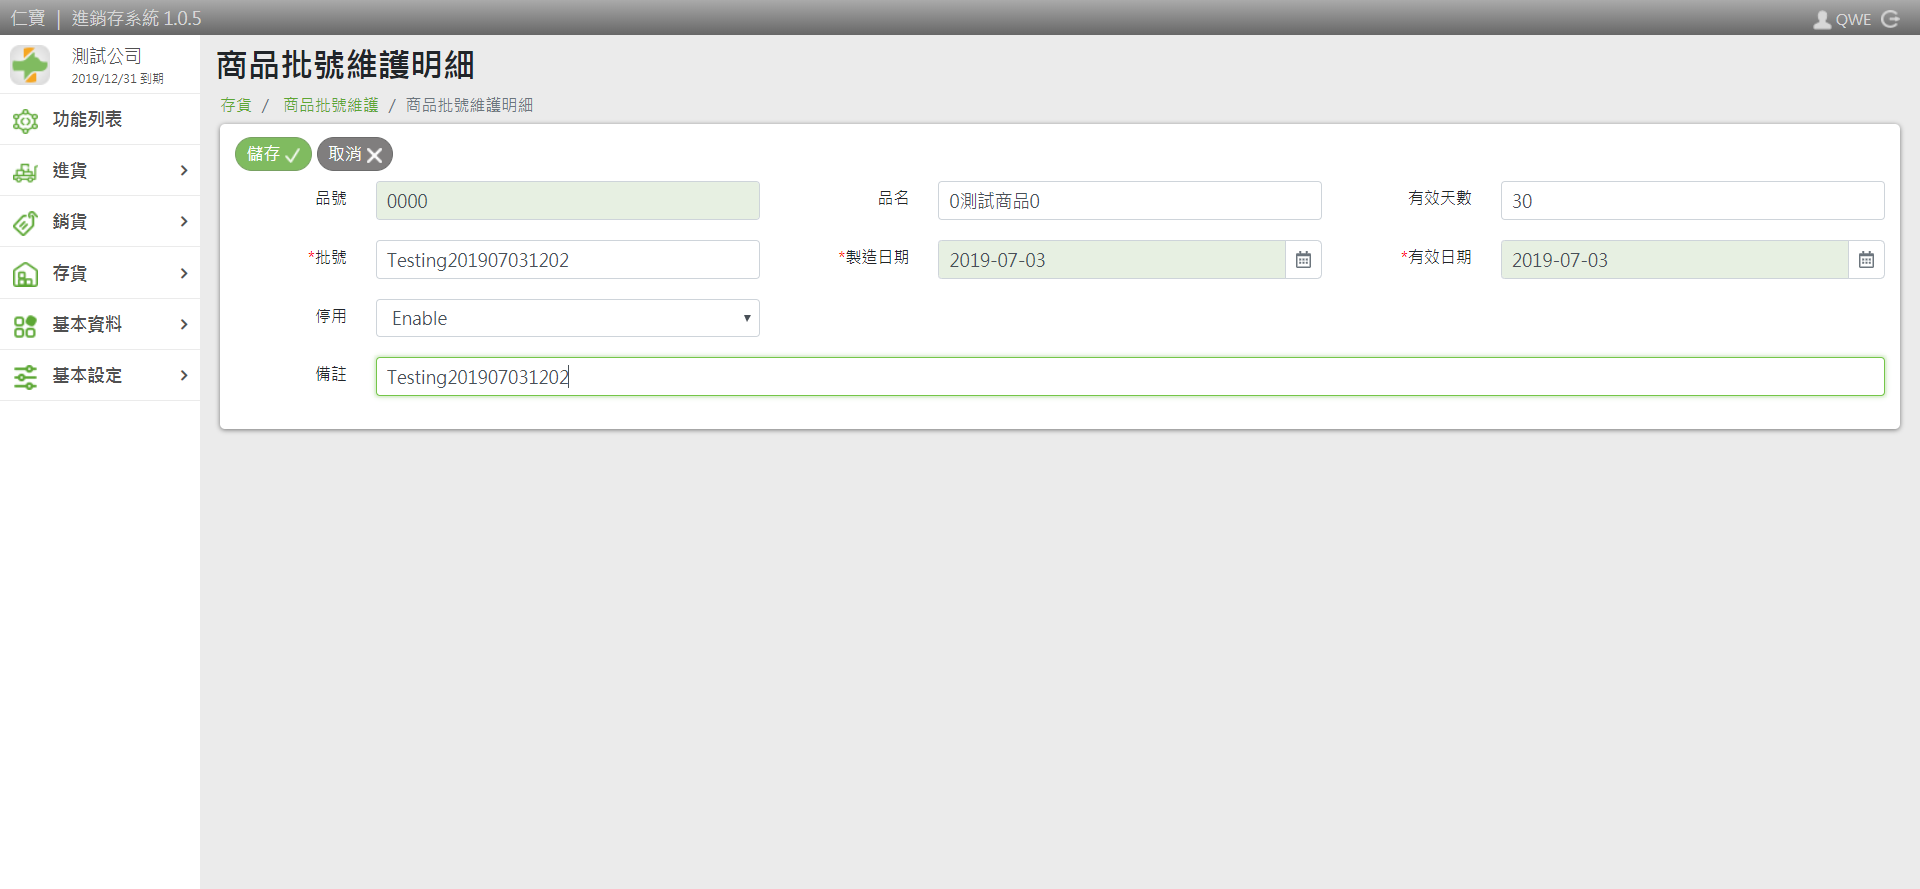 仁寶 | 進銷存系統 1.0.5
QWE
測試公司
2019/12/31 到期
功能列表
進貨
銷貨
存貨
基本資料
基本設定
商品批號維護明細
存貨 / 商品批號維護 / 商品批號維護明細
儲存 取消
品號 0000 品名 0測試商品0 有效天數 30
*批號 Testing201907031202 *製造日期 2019-07-03 *有效日期 2019-07-03
停用 Enable
備註 Testing201907031202